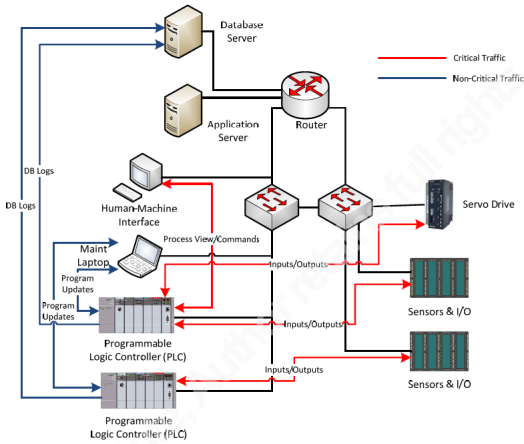 Database
Server
Critical Traffic
Non-Critical Traffic
Application
Server
Router
DB Logs
DB Logs
Human-Machine
Interface
Servo Drive
Process View/Commands
Maint
Laptop
Inputs/Outputs
Program
Updates
Program
Updates
Sensors & I/O
Inputs/Outputs
Programmable
Logic Controller (PLC)
Inputs/Outputs
Sensors & I/O
Programmable
Logic Controller (PLC)